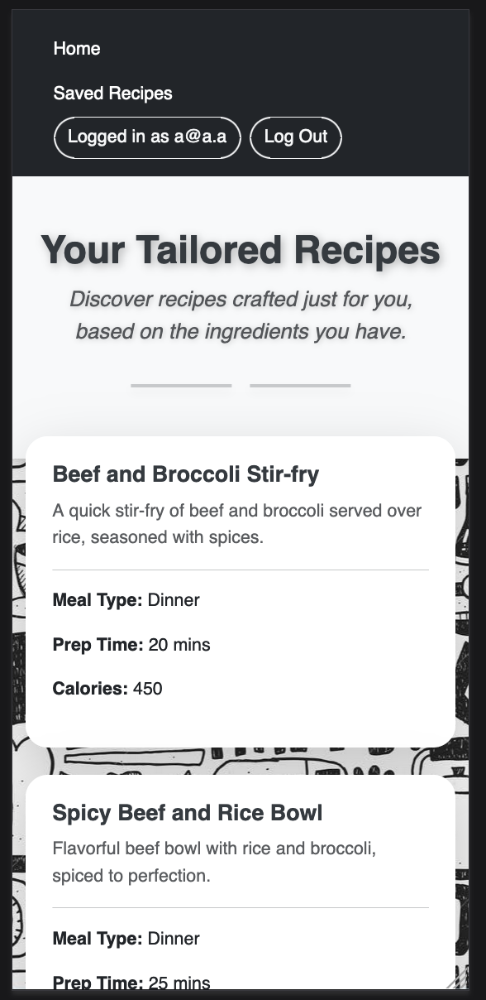 Home
Saved Recipes
Logged in as a@a.a
Log Out
Your Tailored Recipes
Discover recipes crafted just for you,
based on the ingredients you have.
Beef and Broccoli Stir-fry
A quick stir-fry of beef and broccoli served over
rice, seasoned with spices.
Meal Type: Dinner
Prep Time: 20 mins
Calories: 450
Spicy Beef and Rice Bowl
Flavorful beef bowl with rice and broccoli,
spiced to perfection.
Meal Type: Dinner
Prep Time: 25 mins